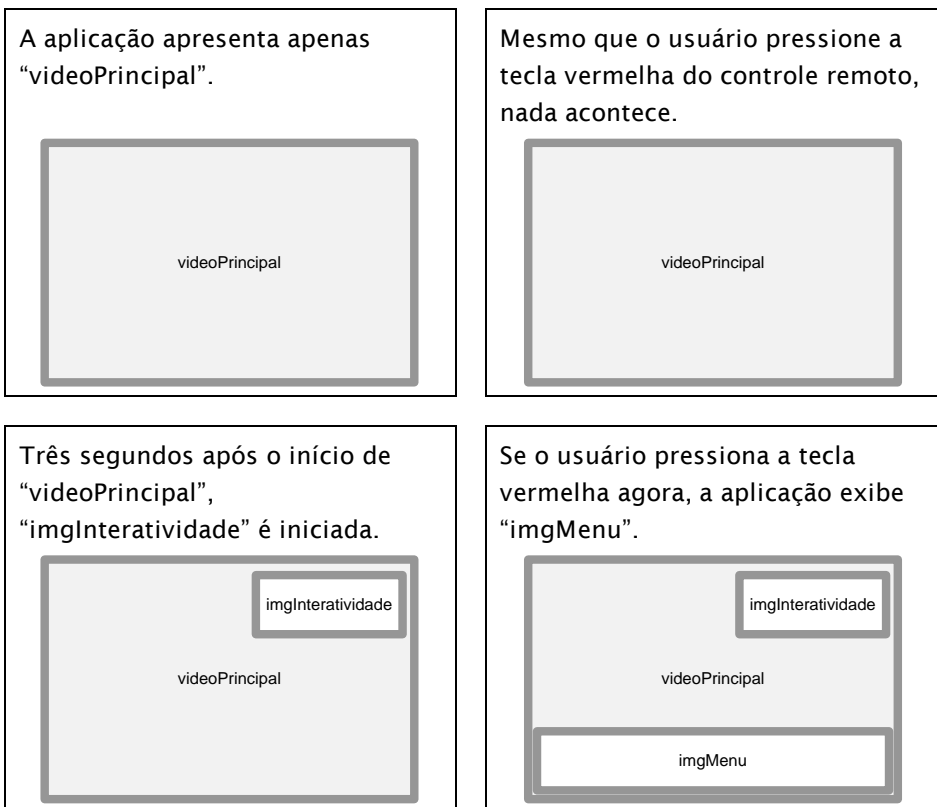 A aplicação apresenta apenas
“videoPrincipal”.
videoPrincipal
Mesmo que o usuário pressione a
tecla vermelha do controle remoto,
nada acontece.
videoPrincipal
Três segundos após o início de
“videoPrincipal”,
“imgInteratividade” é iniciada.
imgInteratividade
videoPrincipal
Se o usuário pressiona a tecla
vermelha agora, a aplicação exibe
“imgMenu”.
imgInteratividade
videoPrincipal
imgMenu